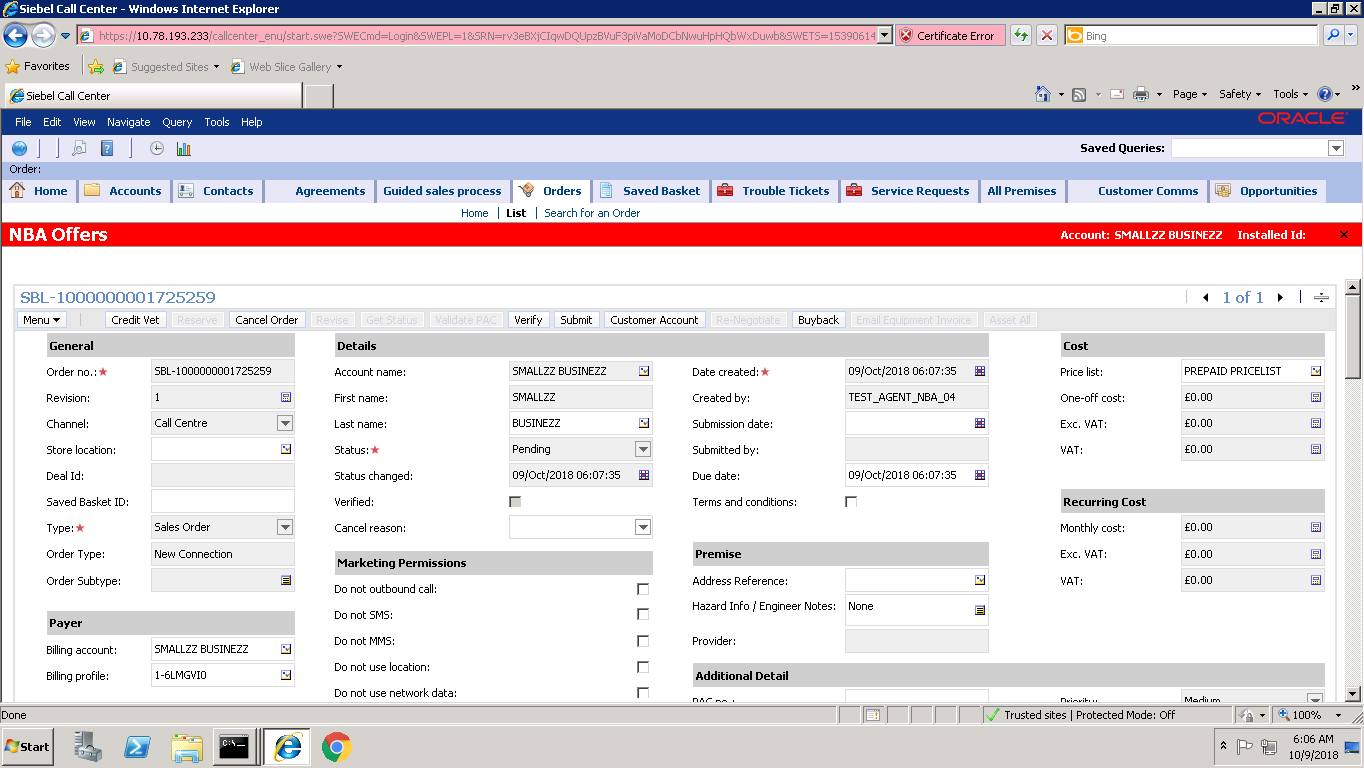 Siebel Call Center - Windows Internet Explorer
https://10.78.193.233/callcenter_enu/start.swe?SWECmd=Login&SWEPL=1&SRN=rv3eBXjCIqwDQUpzBVuF3piVaMoDCbNwuHpHQbWxDuwb&SWETS=15390614 Certificate Error Bing
Favorites Suggested Sites Web Slice Gallery
Siebel Call Center Page Safety Tools
File Edit View Navigate Query Tools Help ORACLE
Saved Queries:
Order:
Home Accounts Contacts Agreements Guided sales process Orders Saved Basket Trouble Tickets Service Requests All Premises Customer Comms Opportunities
Home List Search for an Order
NBA Offers Account: SMALLZZ BUSINEZZ Installed Id:
SBL-1000000001725259 1 of 1
Menu Credit Vet Reserve Cancel Order Revise Get Status Validate PAC Verify Submit Customer Account Re-Negotiate Buyback Email Equipment Invoice Asset All
General Details Cost
Order no.: SBL-1000000001725259 Account name: SMALLZZ BUSINEZZ Date created: 09/Oct/2018 06:07:35 Price list: PREPAID PRICELIST
Revision: 1 First name: SMALLZZ Created by: TEST_AGENT_NBA_04 One-off cost: £0.00
Channel: Call Centre Last name: BUSINEZZ Submission date: Exc. VAT: £0.00
Store location: Status: Pending Submitted by: VAT: £0.00
Deal Id: Status changed: 09/Oct/2018 06:07:35 Due date: 09/Oct/2018 06:07:35
Saved Basket ID: Verified: Terms and conditions: Recurring Cost
Type: Sales Order Cancel reason: Monthly cost: £0.00
Order Type: New Connection Marketing Permissions Premise Exc. VAT: £0.00
Order Subtype: Do not outbound call: Address Reference: VAT: £0.00
Payer Do not SMS: Hazard Info / Engineer Notes: None
Billing account: SMALLZZ BUSINEZZ Do not MMS: Provider:
Billing profile: 1-6LMGVI0 Do not use location: Additional Detail
Do not use network data: PAC no.: Priority: Medium
Done Trusted sites | Protected Mode: Off 100%
Start 6:06 AM
10/9/2018